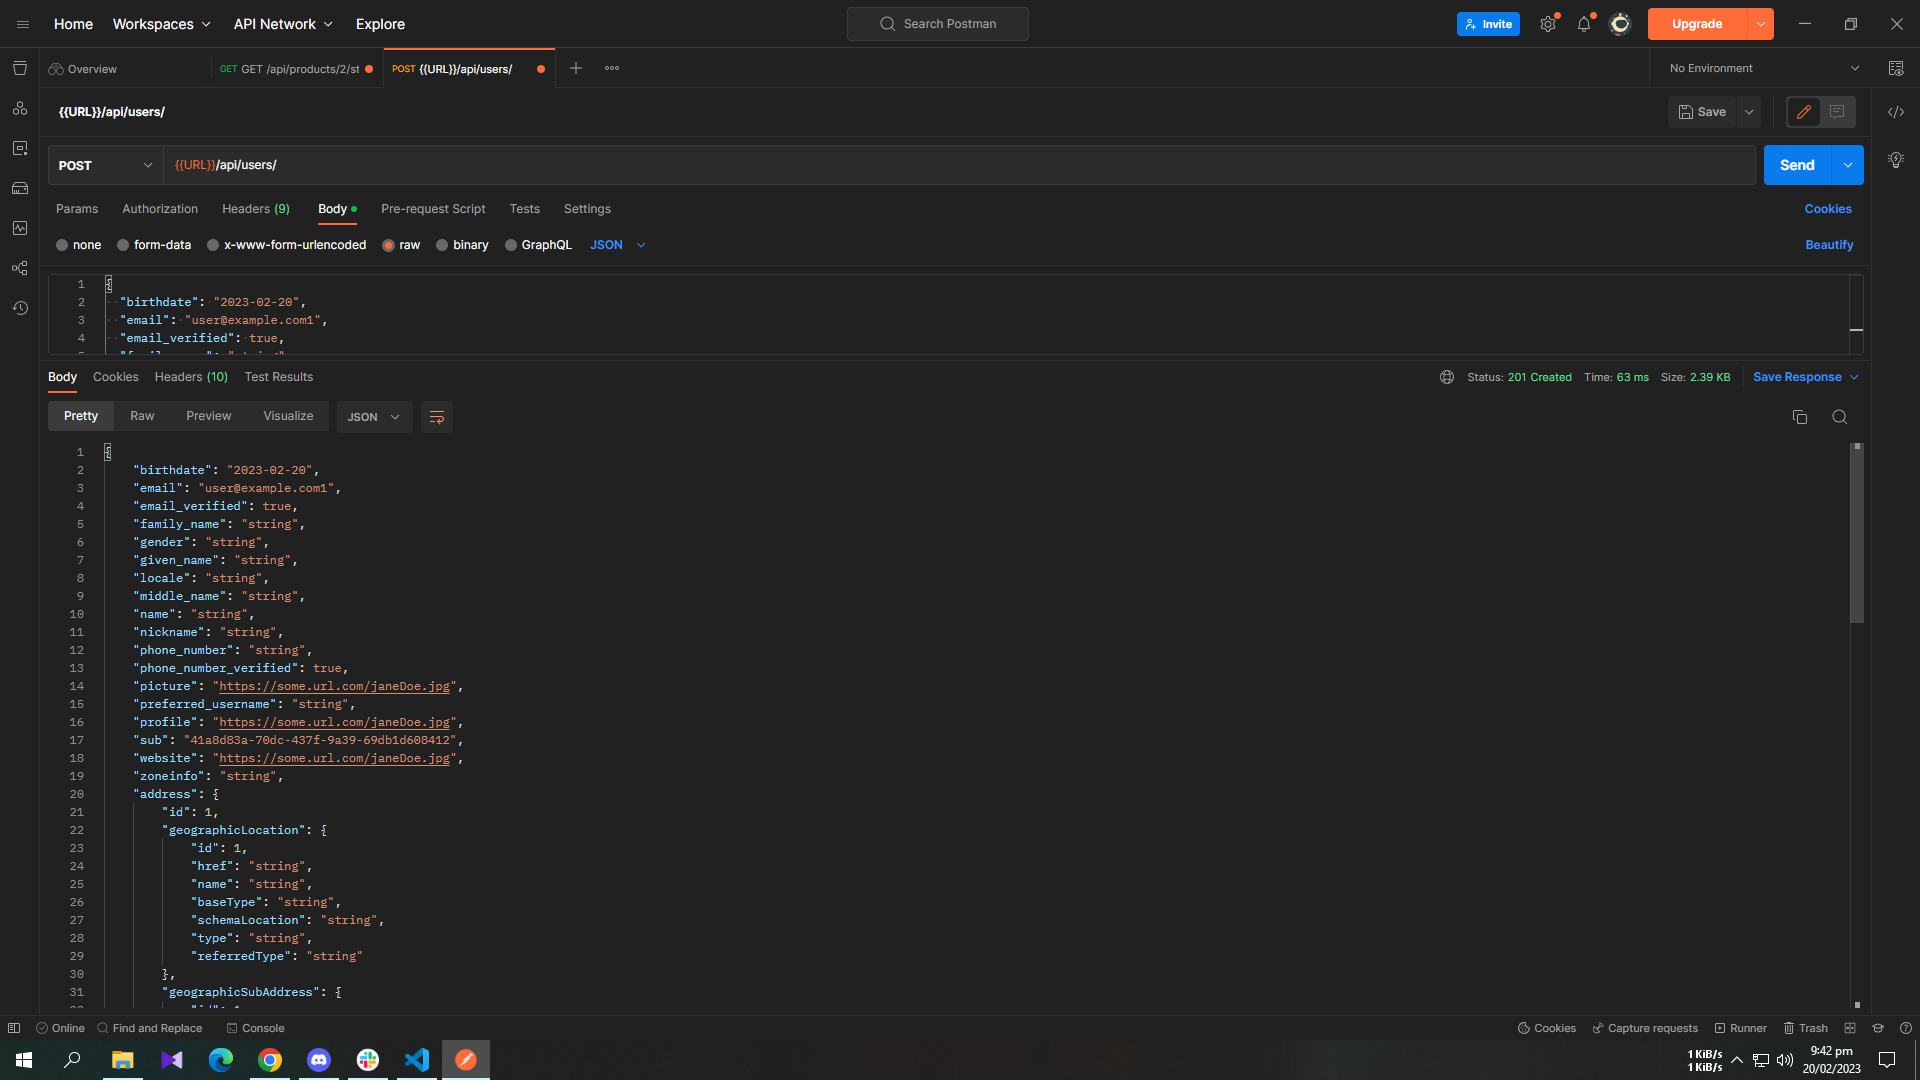 Home Workspaces API Network Explore Search Postman Invite Upgrade
Overview GET GET /api/products/2/st POST {{URL}}/api/users/ No Environment
{{URL}}/api/users/ Save
POST {{URL}}/api/users/ Send
Params Authorization Headers (9) Body Pre-request Script Tests Settings Cookies
none form-data x-www-form-urlencoded raw binary GraphQL JSON Beautify
1 {
2 "birthdate": "2023-02-20",
3 "email": "user@example.com1",
4 "email_verified": true,
Body Cookies Headers (10) Test Results Status: 201 Created Time: 63 ms Size: 2.39 KB Save Response
Pretty Raw Preview Visualize JSON
1 {
2 "birthdate": "2023-02-20",
3 "email": "user@example.com1",
4 "email_verified": true,
5 "family_name": "string",
6 "gender": "string",
7 "given_name": "string",
8 "locale": "string",
9 "middle_name": "string",
10 "name": "string",
11 "nickname": "string",
12 "phone_number": "string",
13 "phone_number_verified": true,
14 "picture": "https://some.url.com/janeDoe.jpg",
15 "preferred_username": "string",
16 "profile": "https://some.url.com/janeDoe.jpg",
17 "sub": "41a8d83a-70dc-437f-9a39-69db1d608412",
18 "website": "https://some.url.com/janeDoe.jpg",
19 "zoneinfo": "string",
20 "address": {
21 "id": 1,
22 "geographicLocation": {
23 "id": 1,
24 "href": "string",
25 "name": "string",
26 "baseType": "string",
27 "schemaLocation": "string",
28 "type": "string",
29 "referredType": "string"
30 },
31 "geographicSubAddress": {
Online Find and Replace Console Cookies Capture requests Runner Trash
1 KiB/s 9:42 pm
1 KiB/s 20/02/2023